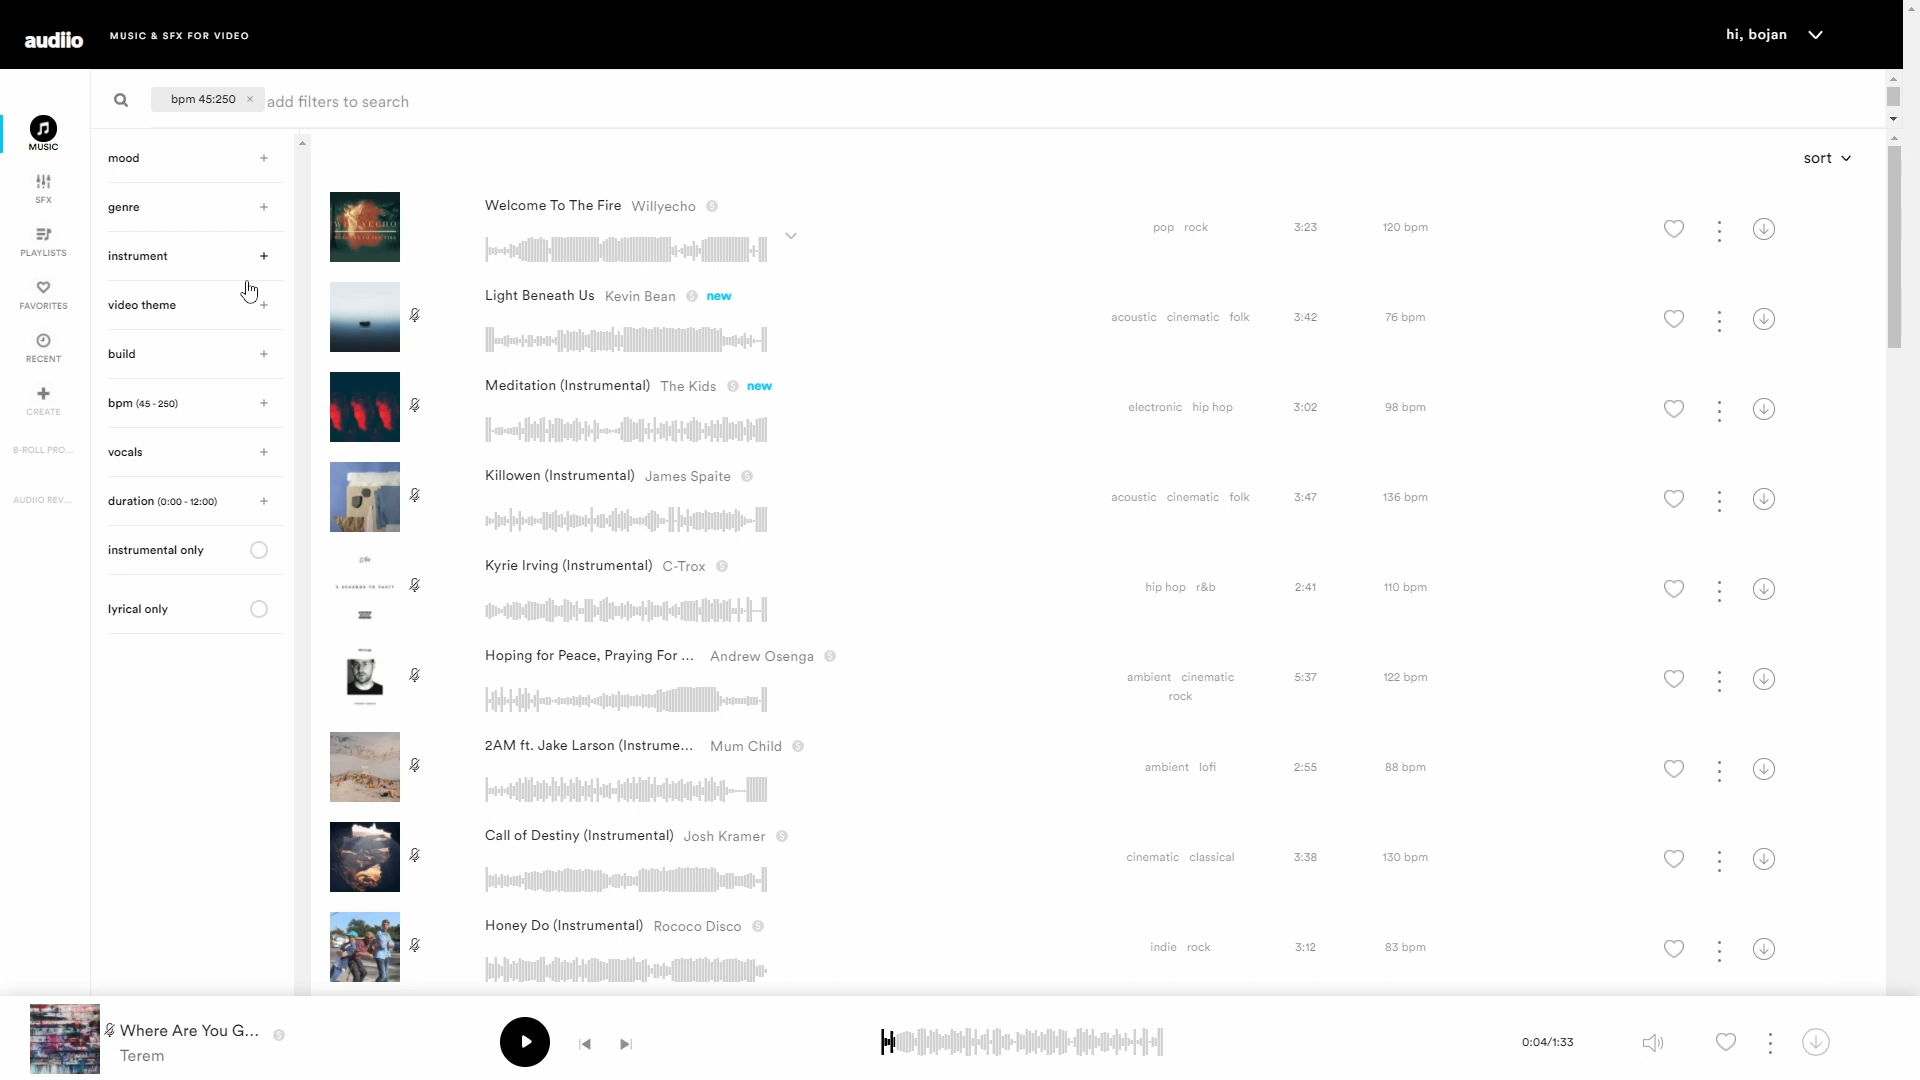 audiio
MUSIC & SFX FOR VIDEO
hi, bojan
bpm 45:250 ×
add filters to search
MUSIC
SFX
PLAYLISTS
FAVORITES
RECENT
CREATE
B-ROLL PRO...
AUDIIO REV...
mood +
genre +
instrument +
video theme +
build +
bpm (45 - 250) +
vocals +
duration (0:00 - 12:00) +
instrumental only
lyrical only
sort
Welcome To The Fire Willyecho S
pop rock 3:23 120 bpm
Light Beneath Us Kevin Bean S new
acoustic cinematic folk 3:42 76 bpm
Meditation (Instrumental) The Kids S new
electronic hip hop 3:02 98 bpm
Killowen (Instrumental) James Spaite S
acoustic cinematic folk 3:47 136 bpm
Kyrie Irving (Instrumental) C-Trox S
hip hop r&b 2:41 110 bpm
Hoping for Peace, Praying For ... Andrew Osenga S
ambient cinematic 5:37 122 bpm
rock
2AM ft. Jake Larson (Instrume... Mum Child S
ambient lofi 2:55 88 bpm
Call of Destiny (Instrumental) Josh Kramer S
cinematic classical 3:38 130 bpm
Honey Do (Instrumental) Rococo Disco S
indie rock 3:12 83 bpm
Where Are You G... S
Terem
0:04/1:33